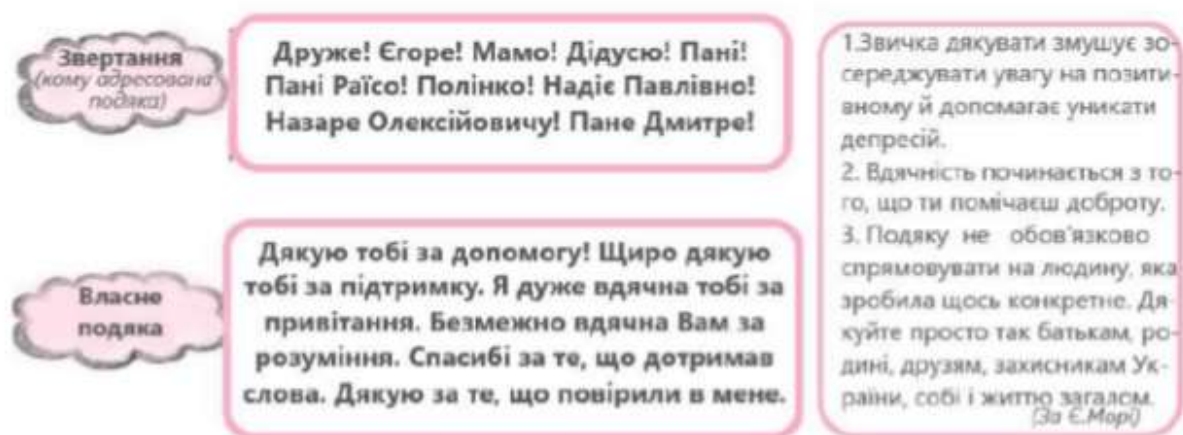 Звертання
(кому адресована
подяка)
Друже! Єгоре! Мамо! Дідусю! Пані!
Пані Раїсо! Полінко! Надіє Павлівно!
Назаре Олексійовичу! Пане Дмитре!
Власне
подяка
Дякую тобі за допомогу! Щиро дякую
тобі за підтримку. Я дуже вдячна тобі за
привітання. Безмежно вдячна Вам за
розуміння. Спасибі за те, що дотримав
слова. Дякую за те, що повірили в мене.
1.Звичка дякувати змушує зо-
середжувати увагу на позити-
вному й допомагає уникати
депресій.
2. Вдячність починається з то-
го, що ти помічаєш доброту.
3. Подяку не обов'язково
спрямовувати на людину, яка
зробила щось конкретне. Дя-
куйте просто так батькам, ро-
дині, друзям, захисникам Ук-
раїни, собі і життю загалом.
(За Є.Морі)